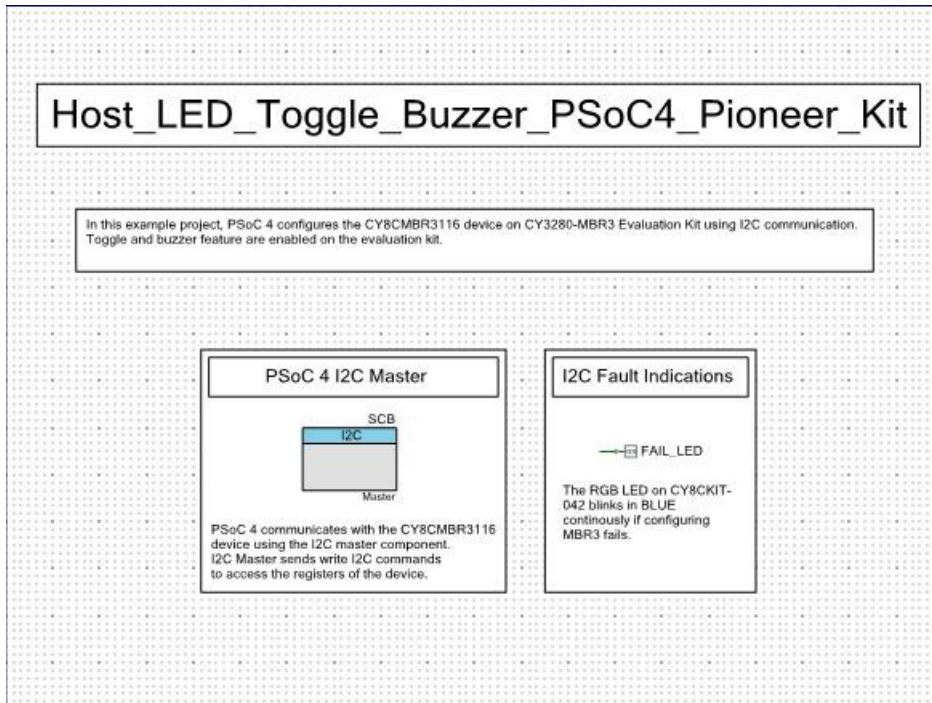 Host_LED_Toggle_Buzzer_PSoC4_Pioneer_Kit
In this example project, PSoC 4 configures the CY8CMBR3116 device on CY3280-MBR3 Evaluation Kit using I2C communication.
Toggle and buzzer feature are enabled on the evaluation kit.
PSoC 4 I2C Master
SCB
I2C
Master
PSoC 4 communicates with the CY8CMBR3116
device using the I2C master component.
I2C Master sends write I2C commands
to access the registers of the device.
I2C Fault Indications
FAIL_LED
The RGB LED on CY8CKIT-
042 blinks in BLUE
continously if configuring
MBR3 fails.